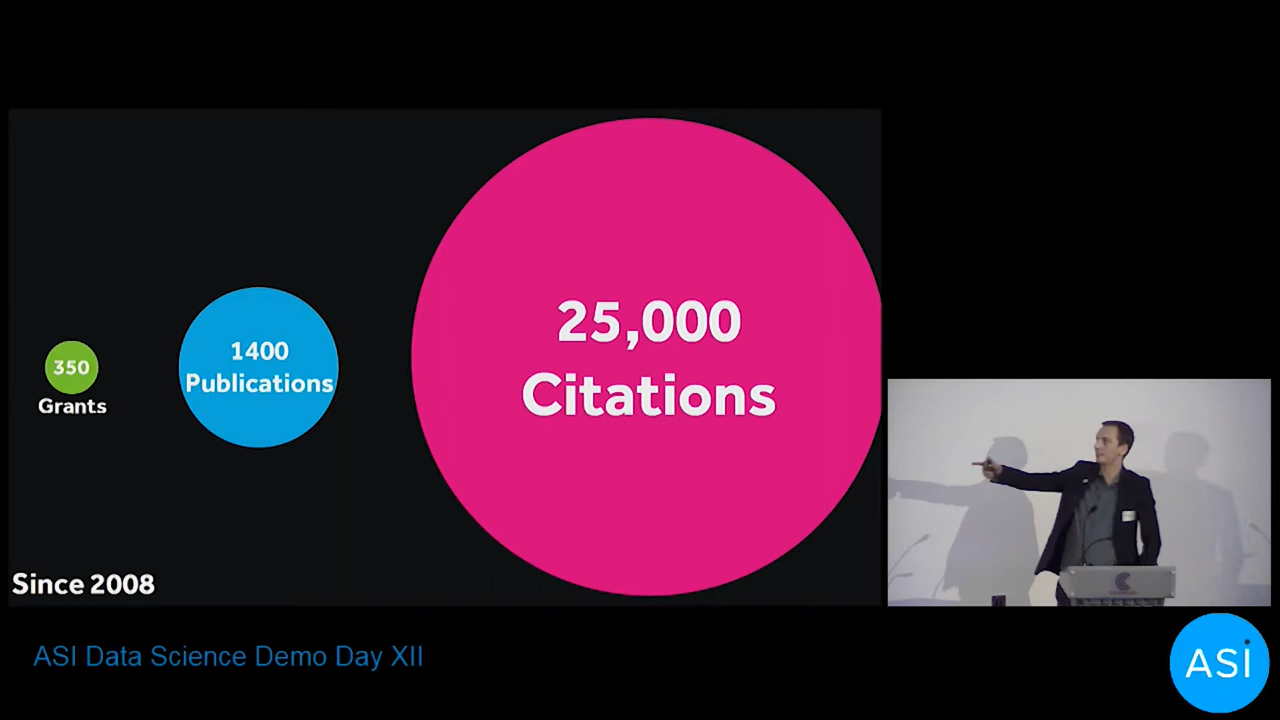 350
Grants
1400
Publications
25,000
Citations
Since 2008
ASI Data Science Demo Day XII
ASI